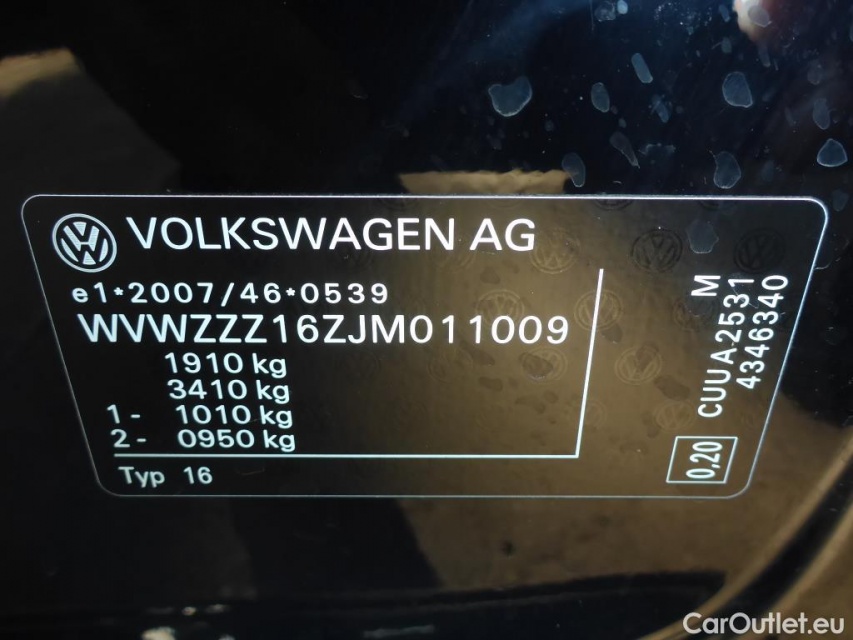 VOLKSWAGEN AG
e1*2007/46*0539
WVWZZZ16ZJM011009
1910 kg
3410 kg
1- 1010 kg
2- 0950 kg
Typ 16
M
CUUA2531
4346340
0,20
CarOutlet.eu